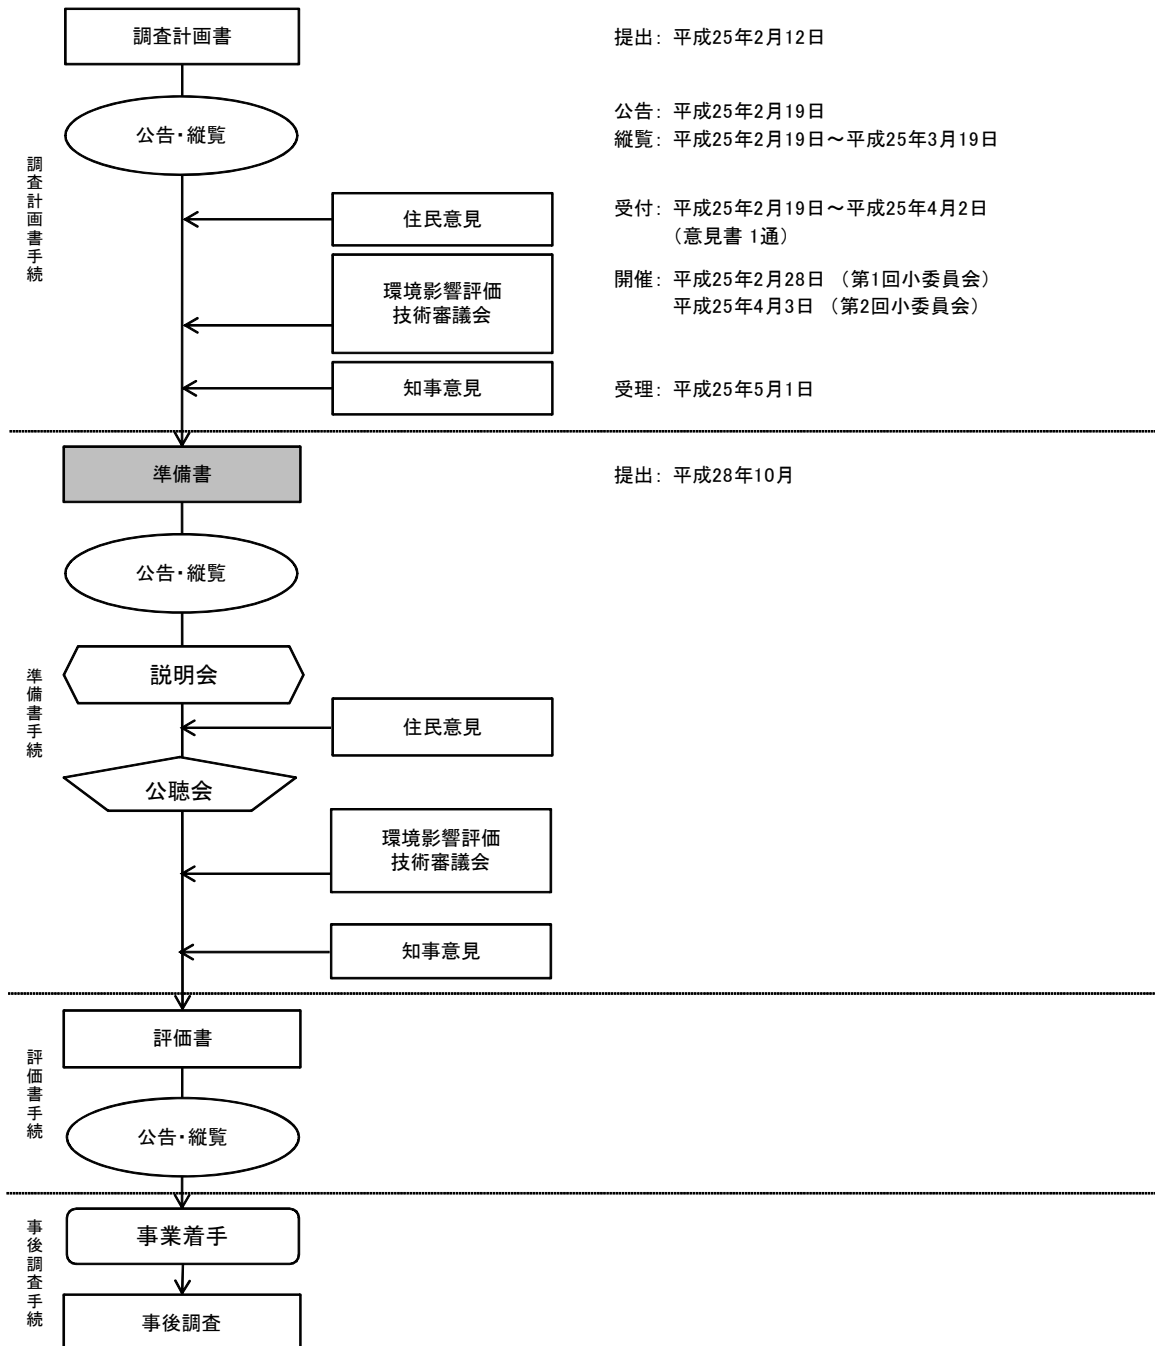 調査計画書
提出: 平成25年2月12日
公告・縦覧
公告: 平成25年2月19日
縦覧: 平成25年2月19日～平成25年3月19日
調査計画書手続
住民意見
受付: 平成25年2月19日～平成25年4月2日
（意見書 1通）
環境影響評価
技術審議会
開催: 平成25年2月28日 （第1回小委員会）
平成25年4月3日 （第2回小委員会）
知事意見
受理: 平成25年5月1日
準備書
提出: 平成28年10月
公告・縦覧
準備書手続
説明会
住民意見
公聴会
環境影響評価
技術審議会
知事意見
評価書
評価書手続
公告・縦覧
事業着手
事後調査手続
事後調査